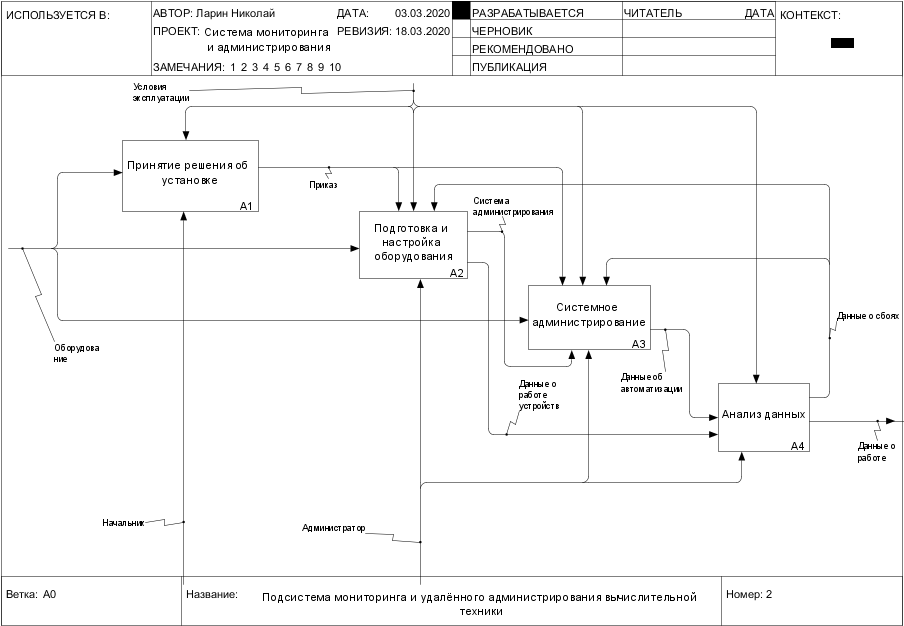 ИСПОЛЬЗУЕТСЯ В:
АВТОР: Ларин Николай
ДАТА: 03.03.2020
ПРОЕКТ: Система мониторинга
и администрирования
РЕВИЗИЯ: 18.03.2020
ЗАМЕЧАНИЯ: 1 2 3 4 5 6 7 8 9 10
РАЗРАБАТЫВАЕТСЯ
ЧЕРНОВИК
РЕКОМЕНДОВАНО
ПУБЛИКАЦИЯ
ЧИТАТЕЛЬ
ДАТА
КОНТЕКСТ:
Условия
эксплуатации
Принятие решения об
установке
A1
Приказ
Система
администрирования
Подготовка и
настройка
оборудования
A2
Системное
администрирование
A3
Данные о сбоях
Оборудова
ние
Данные о
работе
устройств
Данные об
автоматизации
Анализ данных
A4
Данные о
работе
Начальник
Администратор
Ветка: A0
Название:
Подсистема мониторинга и удалённого администрирования вычислительной
техники
Номер: 2